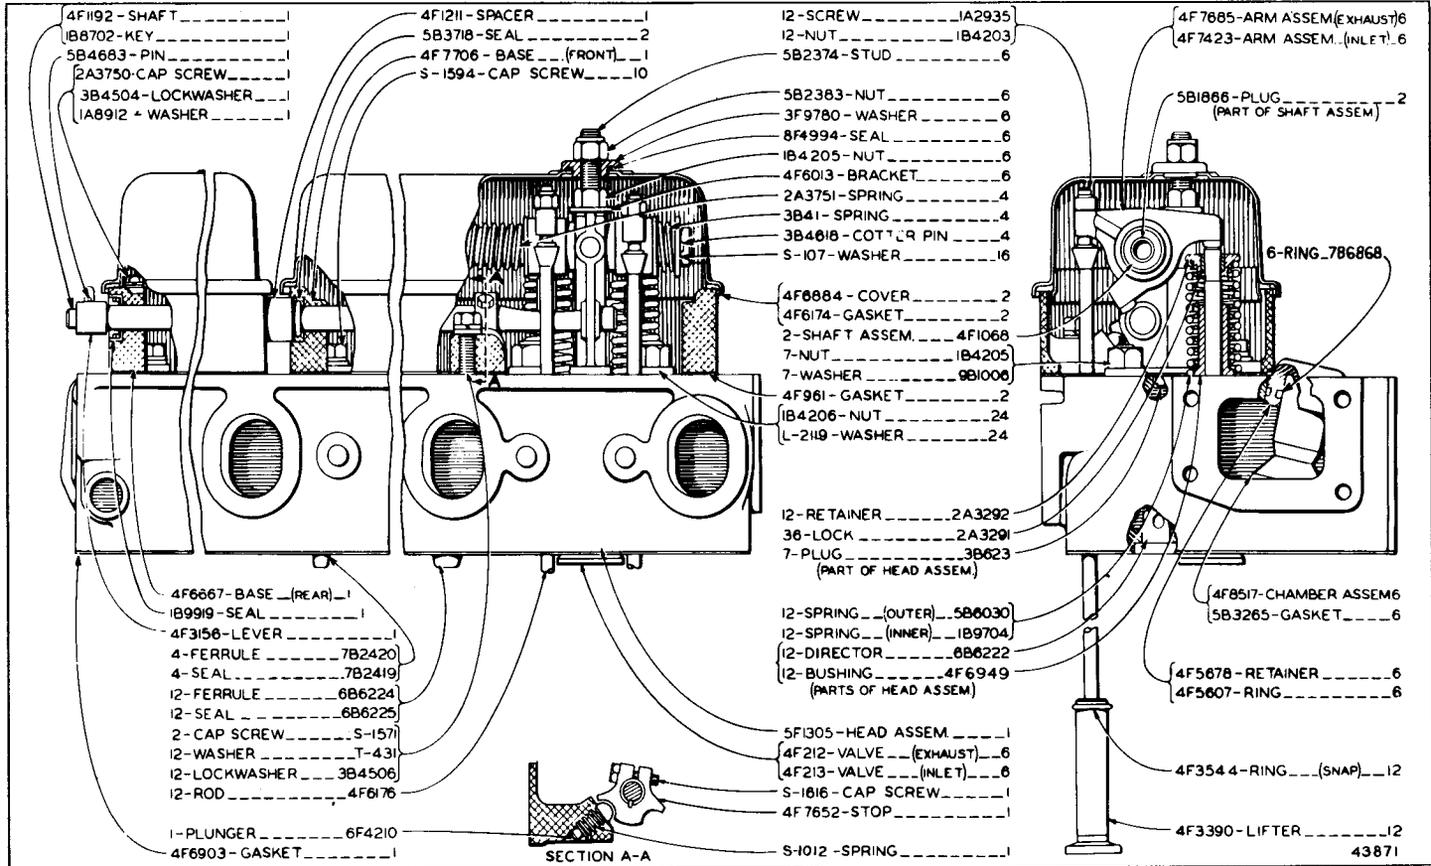 4F1192-SHAFT 1
1B8702-KEY 1
5B4683-PIN 1
2A3750-CAP SCREW 1
3B4504-LOCKWASHER 1
1A8912-WASHER 1
4F1211-SPACER 1
5B3718-SEAL 2
4F7706-BASE (FRONT) 1
S-1594-CAP SCREW 10
12-SCREW 1A2935
12-NUT 1B4203
5B2374-STUD 6
5B2383-NUT 6
3F9780-WASHER 6
8F4994-SEAL 6
1B4205-NUT 6
4F6013-BRACKET 6
2A3751-SPRING 4
3B41-SPRING 4
3B4618-COTTER PIN 4
S-107-WASHER 16
4F6884-COVER 2
4F6174-GASKET 2
2-SHAFT ASSEM. 4F1068
7-NUT 1B4205
7-WASHER 9B1006
4F961-GASKET 2
1B4206-NUT 24
L-2119-WASHER 24
4F7685-ARM ASSEM.(EXHAUST) 6
4F7423-ARM ASSEM. (INLET) 6
5B1866-PLUG 2
(PART OF SHAFT ASSEM)
6-RING 7B6868
A
A
12-RETAINER 2A3292
36-LOCK 2A3291
7-PLUG 3B623
(PART OF HEAD ASSEM.)
12-SPRING (OUTER) 5B6030
12-SPRING (INNER) 1B9704
12-DIRECTOR 6B6222
12-BUSHING 4F6949
(PARTS OF HEAD ASSEM.)
4F6667-BASE (REAR) 1
1B9919-SEAL 1
4F3156-LEVER 1
4-FERRULE 7B2420
4-SEAL 7B2419
12-FERRULE 6B6224
12-SEAL 6B6225
2-CAP SCREW S-1571
12-WASHER T-431
12-LOCKWASHER 3B4506
12-ROD 4F6176
1-PLUNGER 6F4210
4F6903-GASKET 1
SECTION A-A
5F1305-HEAD ASSEM. 1
4F212-VALVE (EXHAUST) 6
4F213-VALVE (INLET) 6
S-1616-CAP SCREW 1
4F7652-STOP 1
S-1012-SPRING 1
4F8517-CHAMBER ASSEM 6
5B3265-GASKET 6
4F5678-RETAINER 6
4F5607-RING 6
4F3544-RING (SNAP) 12
4F3390-LIFTER 12
43871